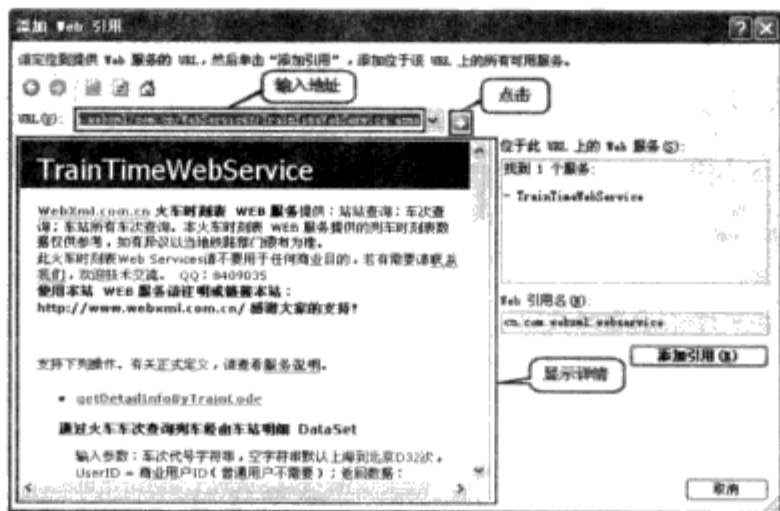 添加 Web 引用
请定位到提供 Web 服务的 URL，然后单击“添加引用”，添加位于该 URL 上的所有可用服务。
输入地址
点击
URL(U):
位于此 URL 上的 Web 服务(S):
找到 1 个服务:
- TrainTimeWebService
TrainTimeWebService
WebXml.com.cn 火车时刻表 WEB 服务提供：站站查询；车次查
询；车站所有车次查询。本火车时刻表 WEB 服务提供的列车时刻表数
据仅供参考，如有异议以当地铁路部门颁布为准。
此火车时刻表Web Services请不要用于任何商业目的，若有需要请联系
我们，欢迎技术交流。 QQ：8409035
使用本站 WEB 服务请注明或链接本站：
http://www.webxml.com.cn/ 感谢大家的支持！
Web 引用名(N):
cn.com.webxml.webservice
添加引用(R)
显示详情
支持下列操作。有关正式定义，请查看服务说明。
• getDetailInfoByTrainCode
通过火车车次查询列车经由车站明细 DataSet
输入参数：车次代号字符串，空字符串默认上海到北京D32次，
UserID = 商业用户ID（普通用户不需要）；返回数据：
取消